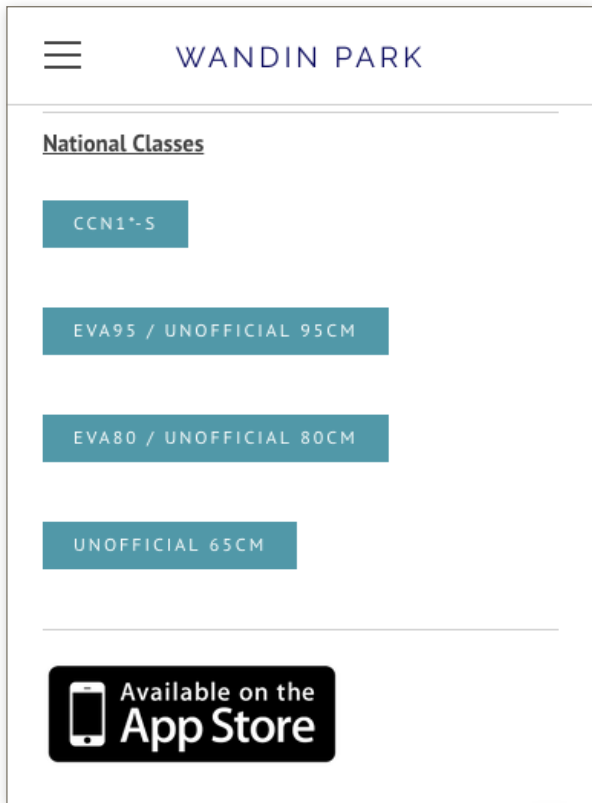 WANDIN PARK
National Classes
CCN1*-S
EVA95 / UNOFFICIAL 95CM
EVA80 / UNOFFICIAL 80CM
UNOFFICIAL 65CM
Available on the
App Store